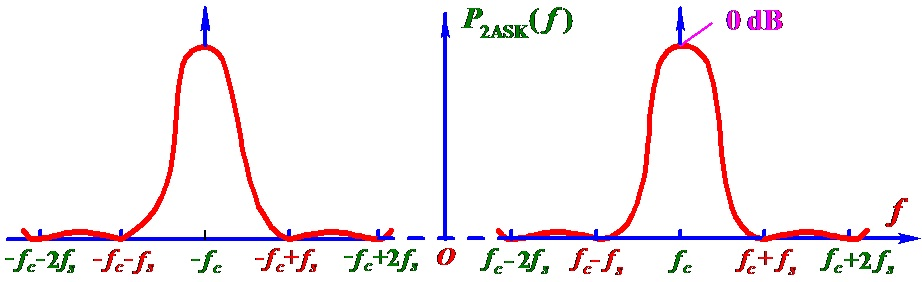 P2ASK(f)
0 dB
f
-fc-2fs
-fc-fs
-fc
-fc+fs
-fc+2fs
O
fc-2fs
fc-fs
fc
fc+fs
fc+2fs